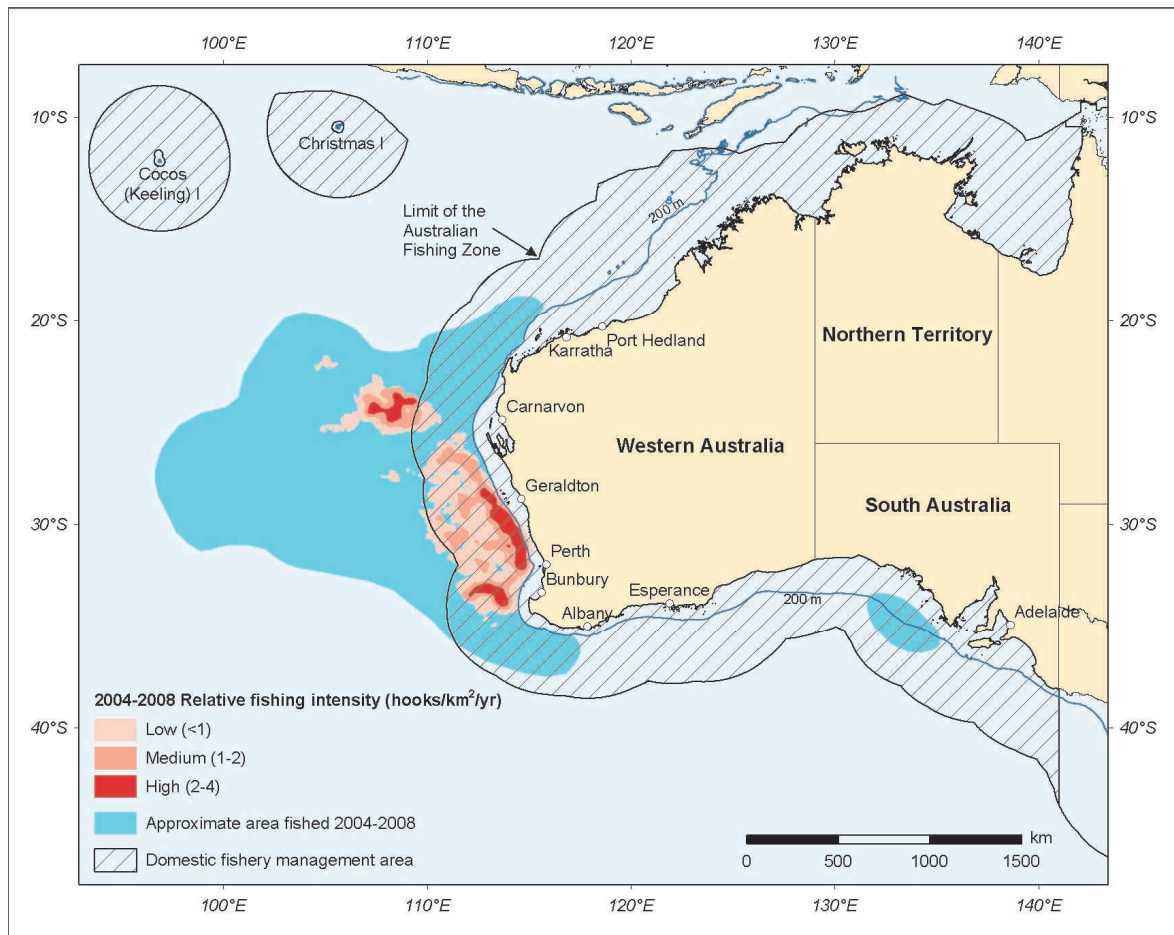 100°E 110°E 120°E 130°E 140°E
10°S 10°S
Christmas I
Cocos
(Keeling) I
200 m
Limit of the
Australian
Fishing Zone
20°S 20°S
Northern Territory
Port Hedland
Karratha
Carnarvon
Western Australia
Geraldton
South Australia
30°S 30°S
Perth
Bunbury
Esperance
200 m
Albany
Adelaide
2004-2008 Relative fishing intensity (hooks/km²/yr)
Low (<1)
Medium (1-2)
High (2-4)
Approximate area fished 2004-2008
Domestic fishery management area
40°S 40°S
km
0 500 1000 1500
100°E 110°E 120°E 130°E 140°E